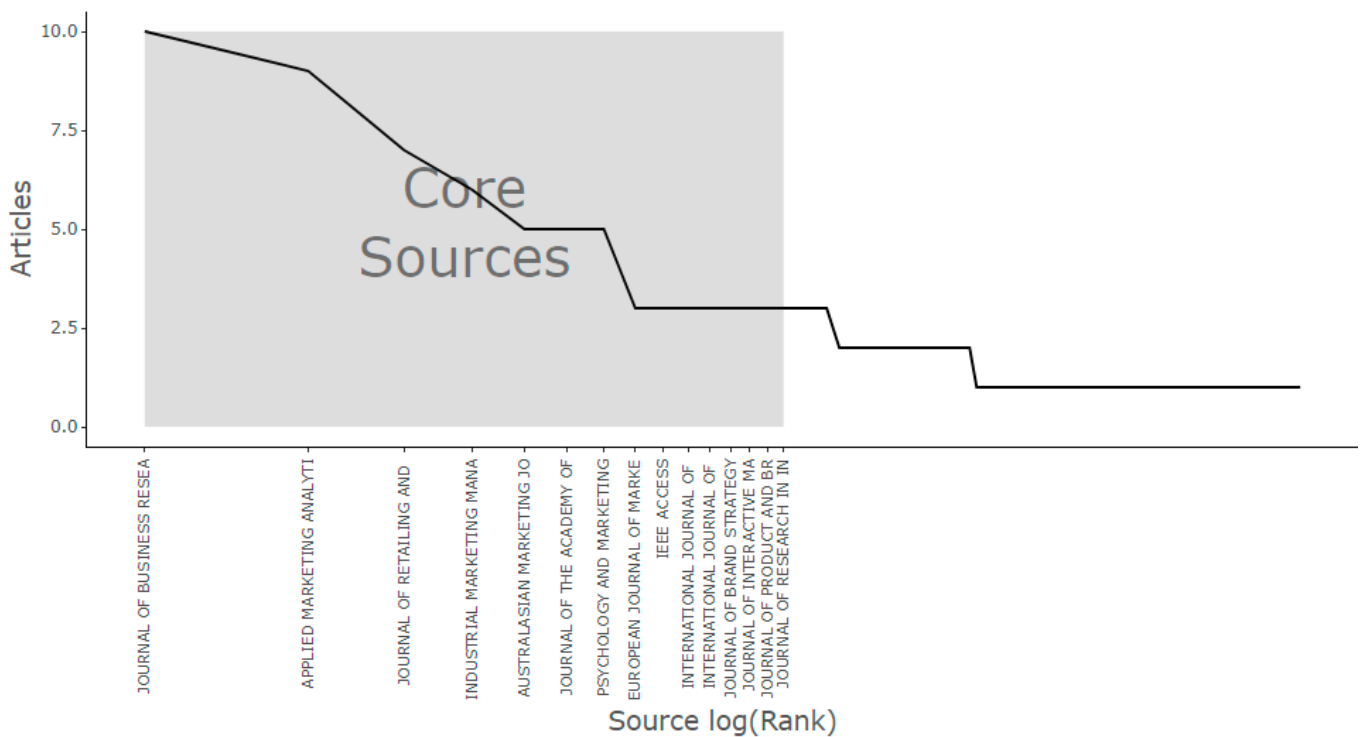 10.0
7.5
5.0
2.5
0.0
Articles
Core
Sources
JOURNAL OF BUSINESS RESEA
APPLIED MARKETING ANALYTI
JOURNAL OF RETAILING AND
INDUSTRIAL MARKETING MANA
AUSTRALASIAN MARKETING JO
JOURNAL OF THE ACADEMY OF
PSYCHOLOGY AND MARKETING
EUROPEAN JOURNAL OF MARKE
IEEE ACCESS
INTERNATIONAL JOURNAL OF
INTERNATIONAL JOURNAL OF
JOURNAL OF BRAND STRATEGY
JOURNAL OF INTERACTIVE MA
JOURNAL OF PRODUCT AND BR
JOURNAL OF RESEARCH IN IN
Source log(Rank)